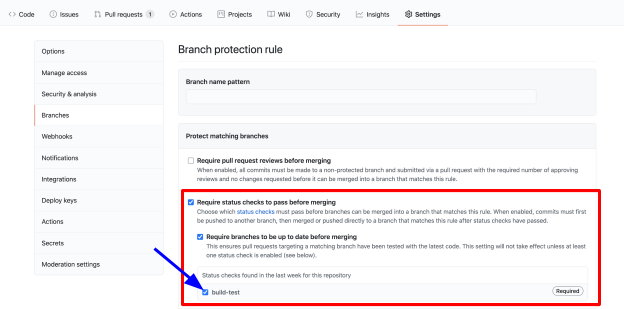 Code Issues Pull requests 1 Actions Projects Wiki Security Insights Settings
Options
Manage access
Security & analysis
Branches
Webhooks
Notifications
Integrations
Deploy keys
Actions
Secrets
Moderation settings
Branch protection rule
Branch name pattern
Protect matching branches
Require pull request reviews before merging
When enabled, all commits must be made to a non-protected branch and submitted via a pull request with the required number of approving
reviews and no changes requested before it can be merged into a branch that matches this rule.
Require status checks to pass before merging
Choose which status checks must pass before branches can be merged into a branch that matches this rule. When enabled, commits must first
be pushed to another branch, then merged or pushed directly to a branch that matches this rule after status checks have passed.
Require branches to be up to date before merging
This ensures pull requests targeting a matching branch have been tested with the latest code. This setting will not take effect unless at least
one status check is enabled (see below).
Status checks found in the last week for this repository
build-test Required